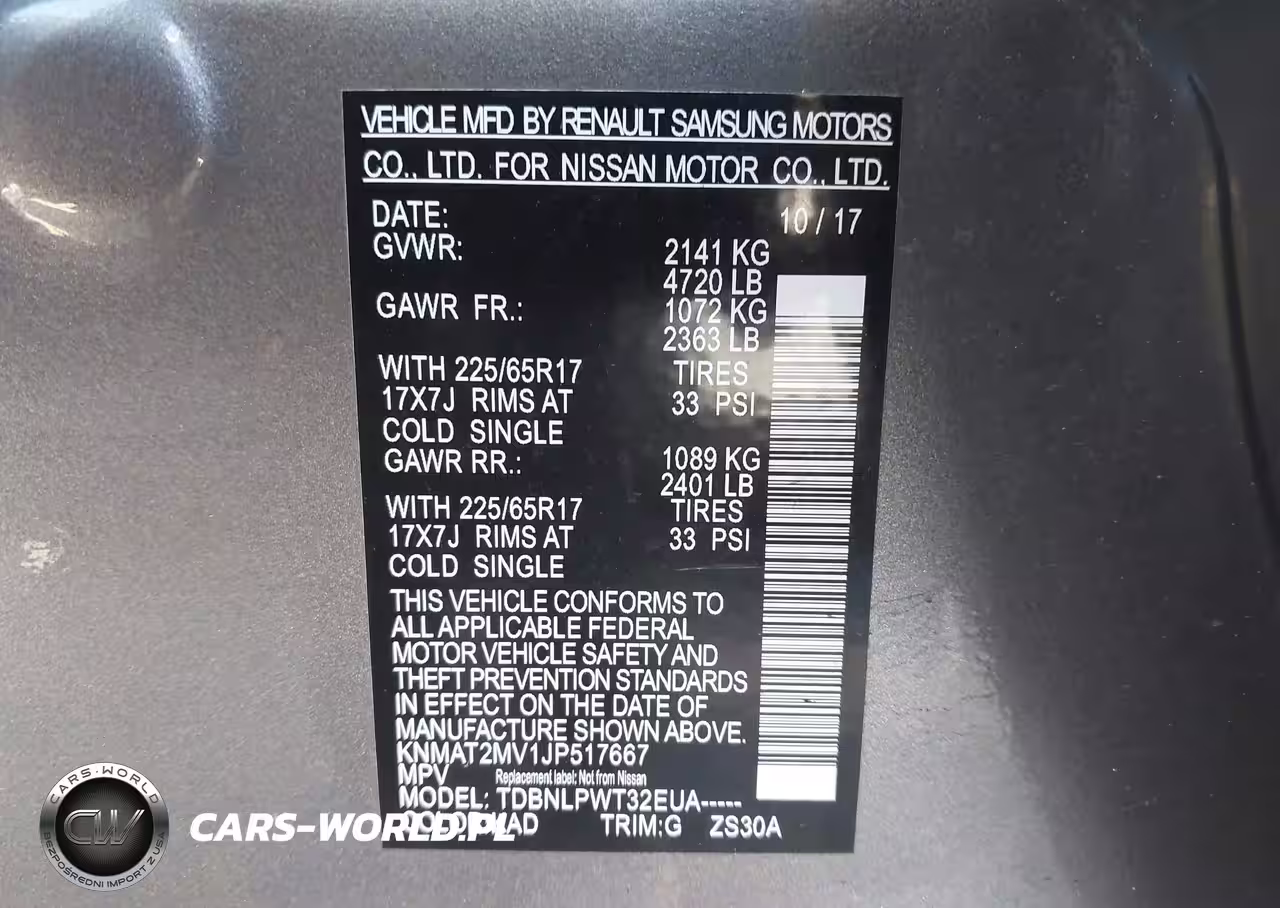 VEHICLE MFD BY RENAULT SAMSUNG MOTORS
CO., LTD. FOR NISSAN MOTOR CO., LTD.
DATE: 10 / 17
GVWR: 2141 KG
4720 LB
GAWR FR.: 1072 KG
2363 LB
WITH 225/65R17 TIRES
17X7J RIMS AT 33 PSI
COLD SINGLE
GAWR RR.: 1089 KG
2401 LB
WITH 225/65R17 TIRES
17X7J RIMS AT 33 PSI
COLD SINGLE
THIS VEHICLE CONFORMS TO
ALL APPLICABLE FEDERAL
MOTOR VEHICLE SAFETY AND
THEFT PREVENTION STANDARDS
IN EFFECT ON THE DATE OF
MANUFACTURE SHOWN ABOVE.
KNMAT2MV1JP517667
MPV Replacement label: Not from Nissan
MODEL: TDBNLPWT32EUA-----
TRIM:G ZS30A
CARS-WORLD
CW
BEZPOŚREDNI IMPORT Z USA
CARS-WORLD.PL